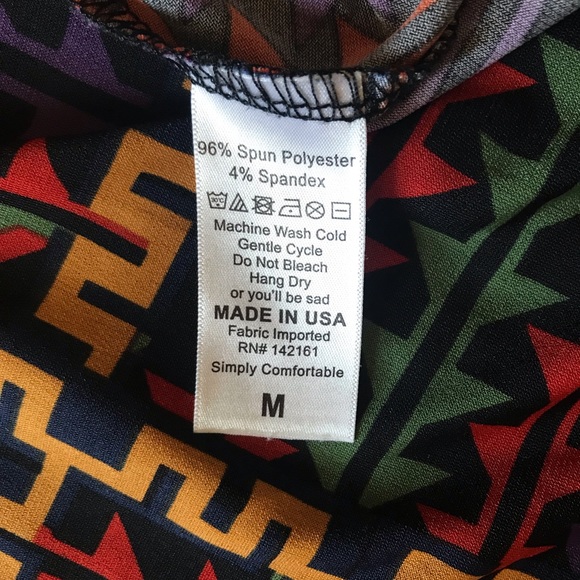 96% Spun Polyester
4% Spandex
Machine Wash Cold
Gentle Cycle
Do Not Bleach
Hang Dry
or you'll be sad
MADE IN USA
Fabric Imported
RN# 142161
Simply Comfortable
M